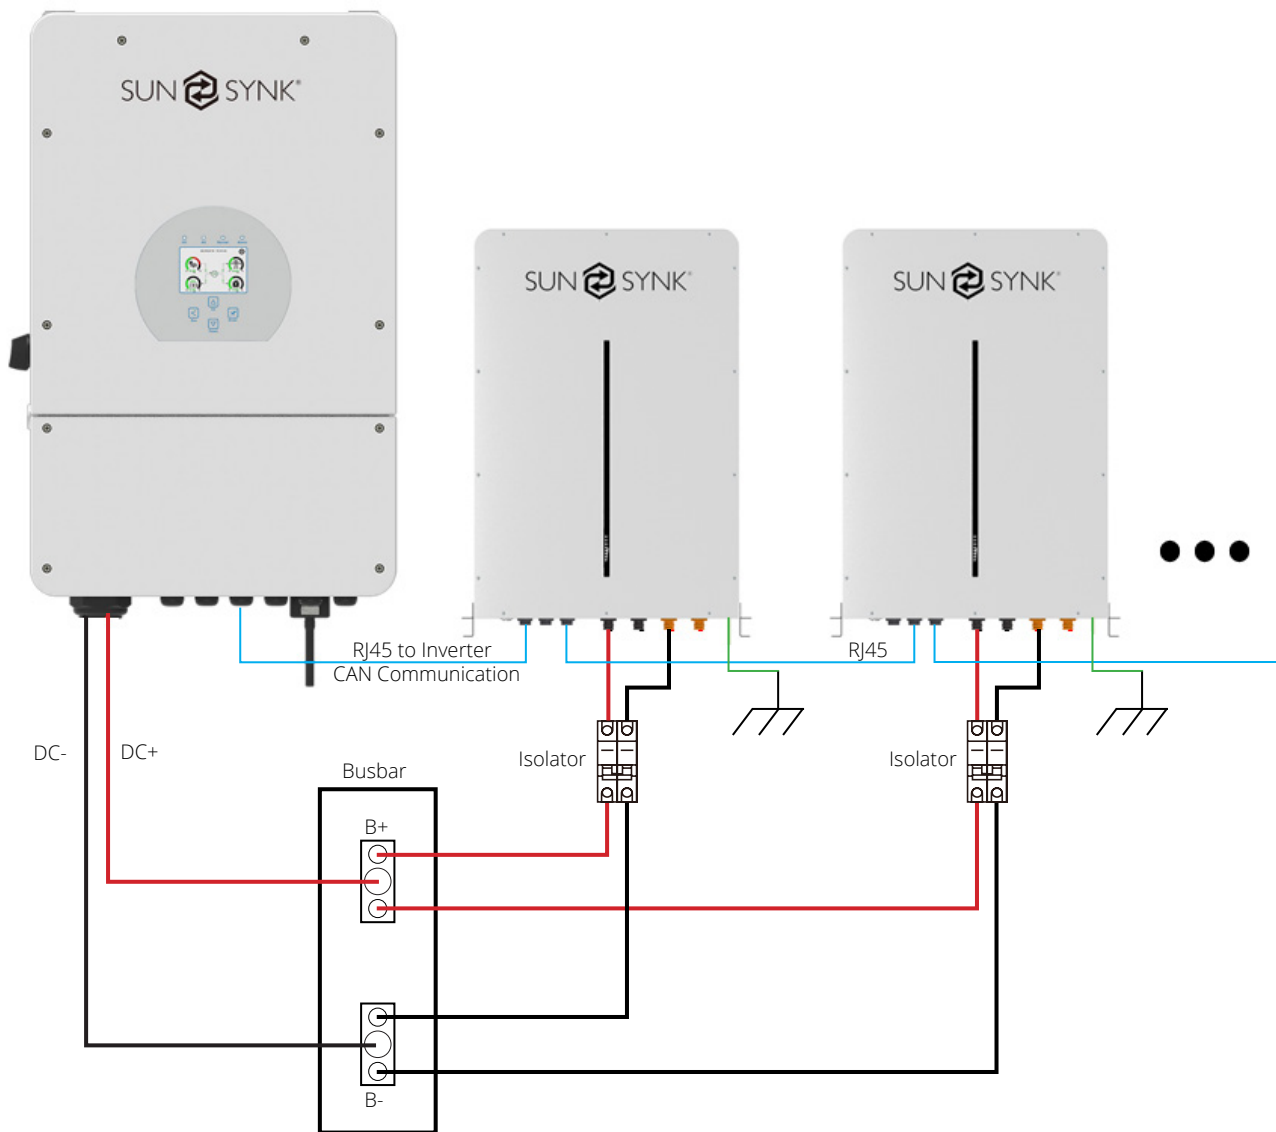 SUN SYNK®
SUN SYNK®
SUN SYNK®
RJ45 to Inverter
CAN Communication
RJ45
DC-
DC+
Isolator
Isolator
Busbar
B+
B-